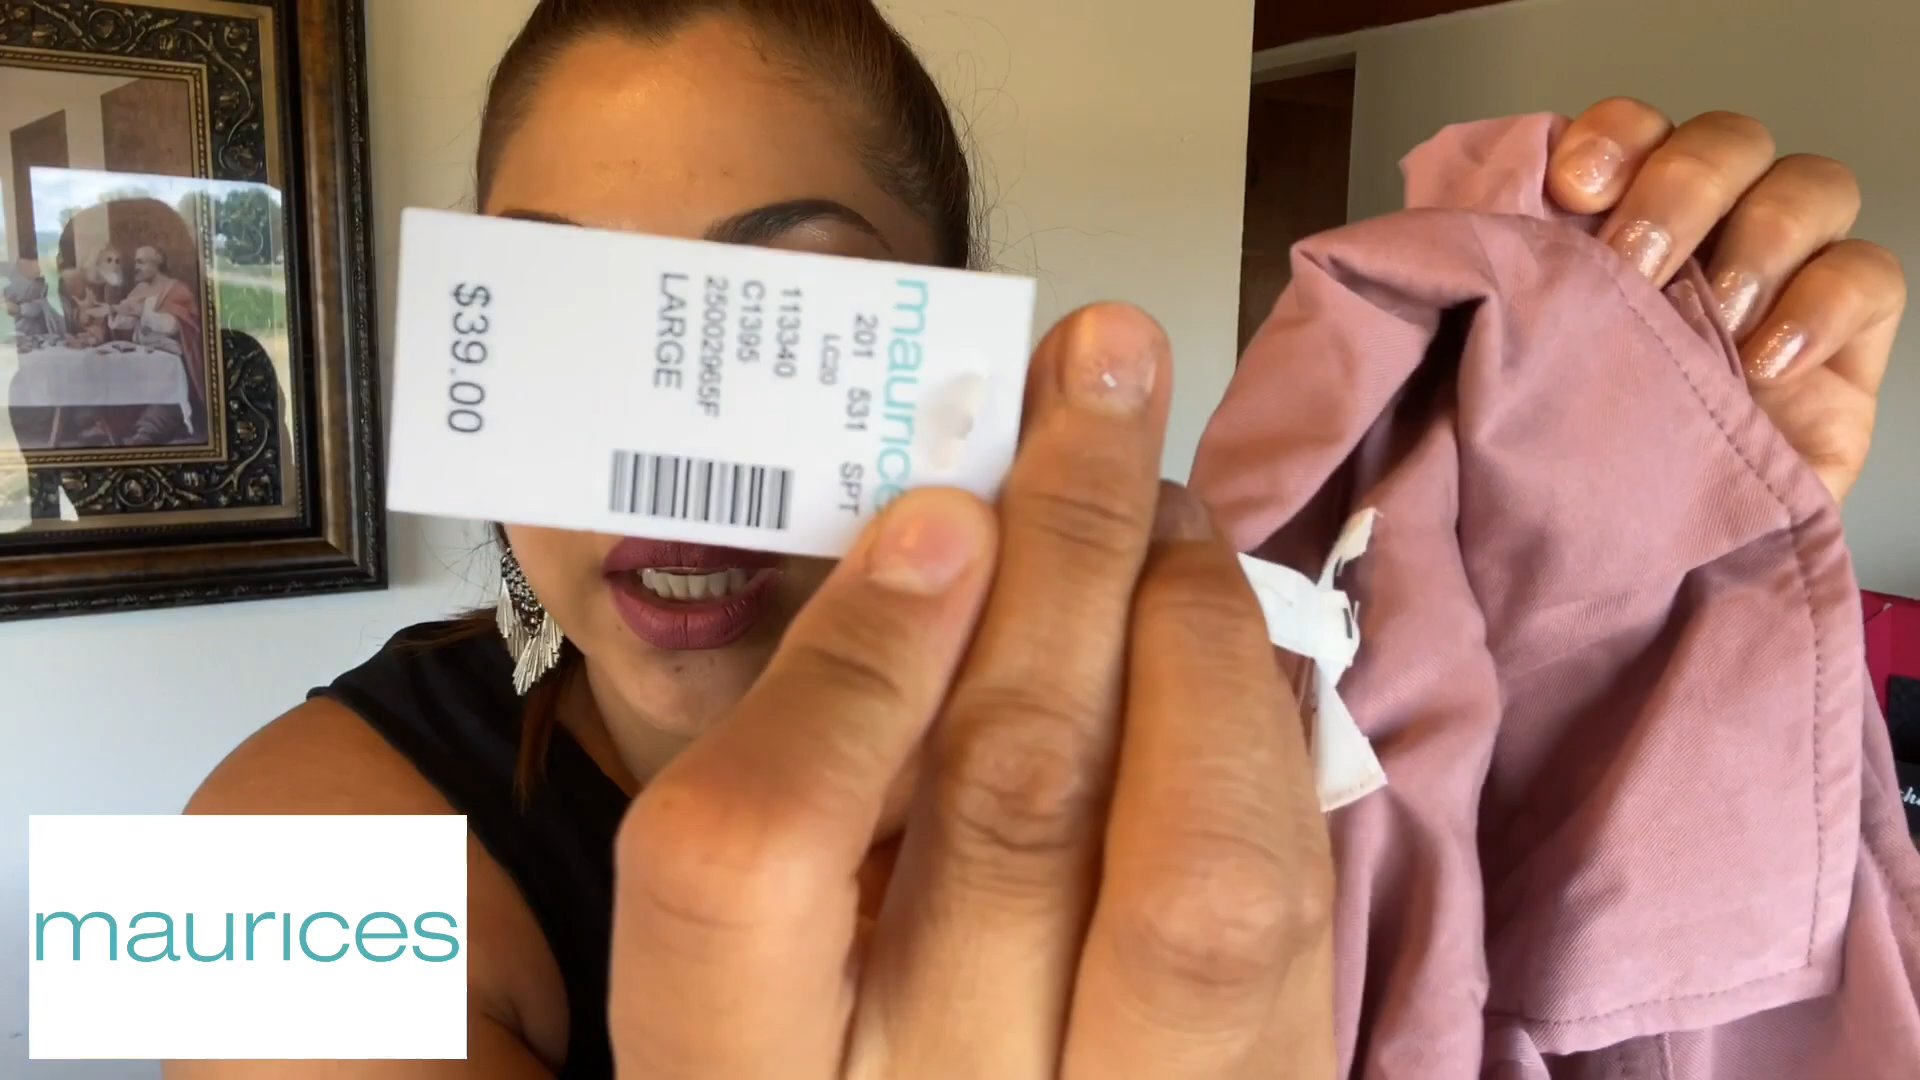 maurices
201 531 SPT
LC20
113340
C1395
25002965F
LARGE
$39.00
maurices